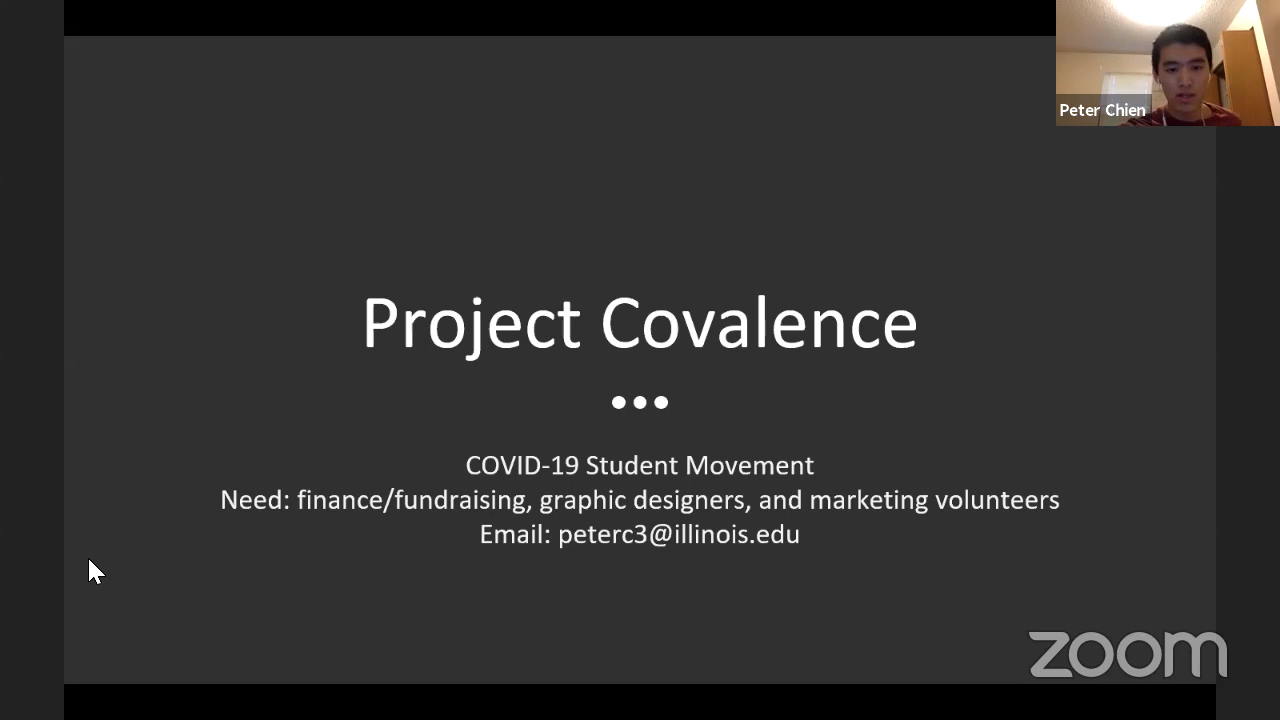 Peter Chien
Project Covalence
COVID-19 Student Movement
Need: finance/fundraising, graphic designers, and marketing volunteers
Email: peterc3@illinois.edu
zoom